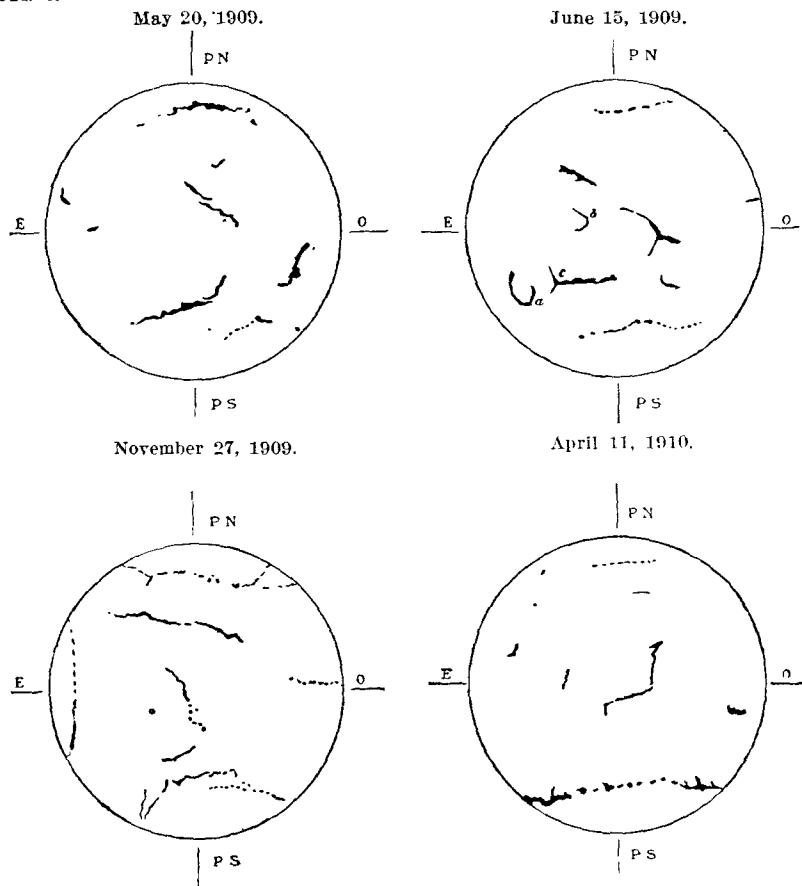 May 20, 1909.
June 15, 1909.
PN
PN
E
O
E
O
b
c
a
PS
PS
November 27, 1909.
April 11, 1910.
PN
PN
E
O
E
O
PS
PS